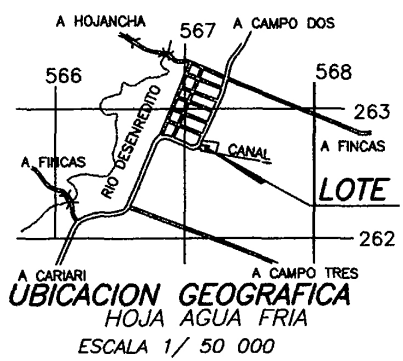 A HOJANCHA
567
A CAMPO DOS
566
568
263
RIO DESENREDITO
A FINCAS
CANAL
A FINCAS
LOTE
262
A CARIARI
A CAMPO TRES
UBICACION GEOGRAFICA
HOJA AGUA FRIA
ESCALA 1/ 50 000